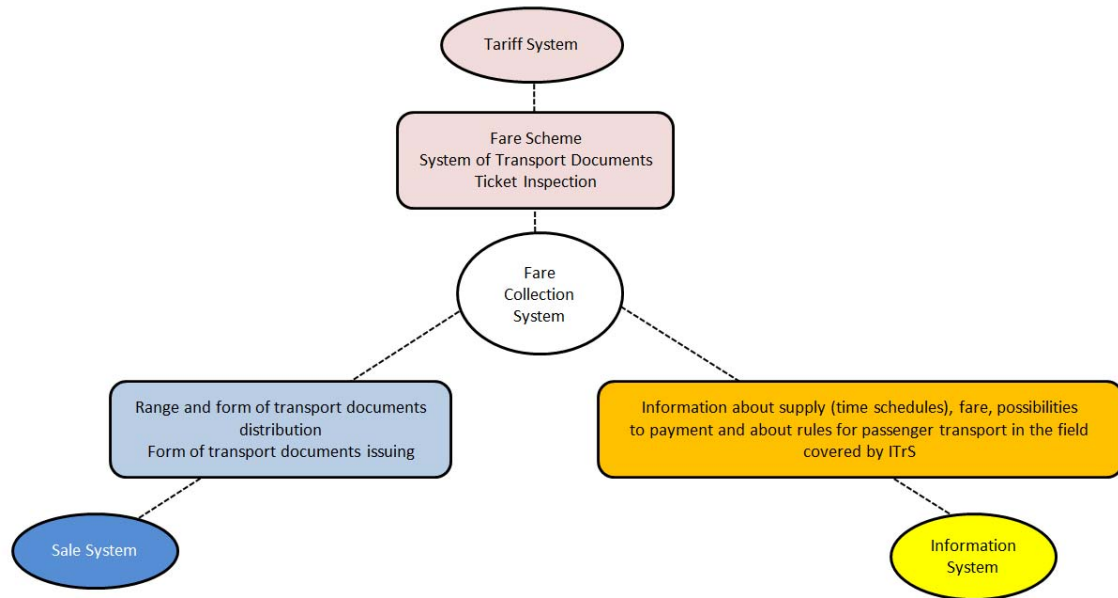 Tariff System
Fare Scheme
System of Transport Documents
Ticket Inspection
Fare
Collection
System
Range and form of transport documents
distribution
Form of transport documents issuing
Information about supply (time schedules), fare, possibilities
to payment and about rules for passenger transport in the field
covered by ITrS
Sale System
Information
System